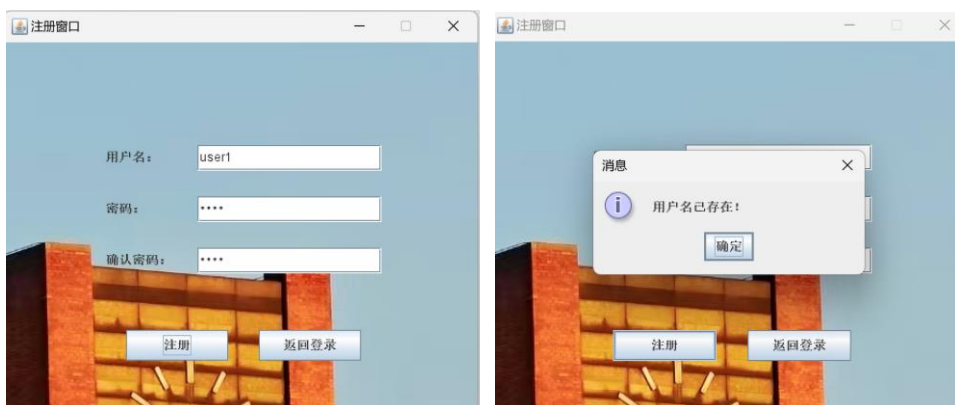 注册窗口
用户名：
user1
密码：
••••
确认密码：
••••
注册
返回登录
注册窗口
消息
用户名已存在！
确定
注册
返回登录